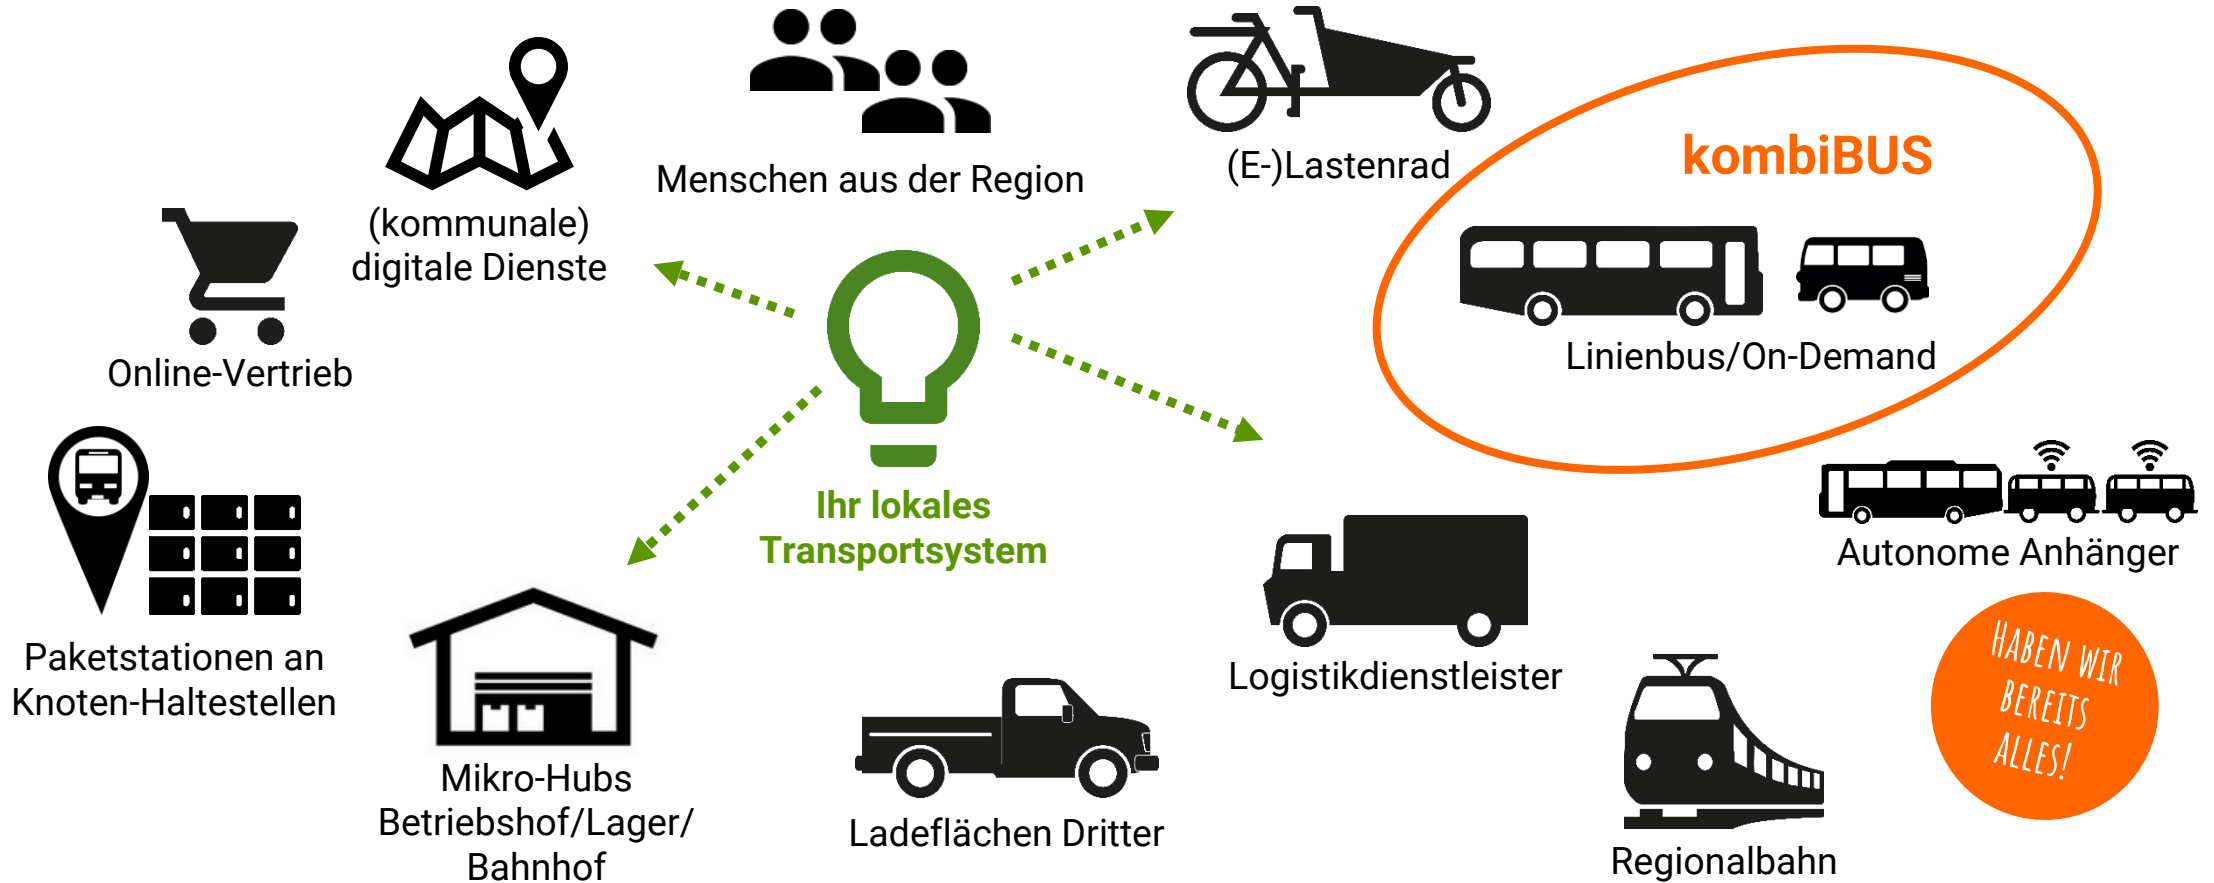 Menschen aus der Region
(E-)Lastenrad
kombiBUS
(kommunale)
digitale Dienste
Online-Vertrieb
Linienbus/On-Demand
Ihr lokales
Transportsystem
Autonome Anhänger
Paketstationen an
Knoten-Haltestellen
Logistikdienstleister
HABEN WIR
BEREITS
ALLES!
Mikro-Hubs
Betriebshof/Lager/
Bahnhof
Ladeflächen Dritter
Regionalbahn